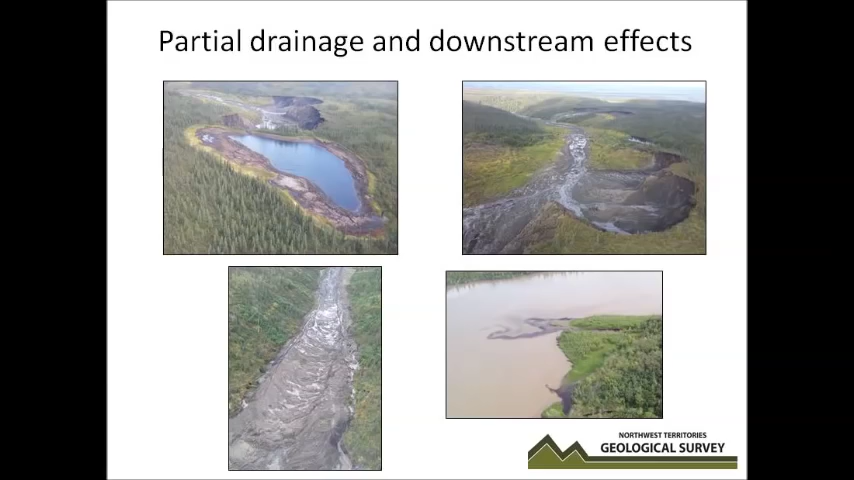 Partial drainage and downstream effects
NORTHWEST TERRITORIES
GEOLOGICAL SURVEY